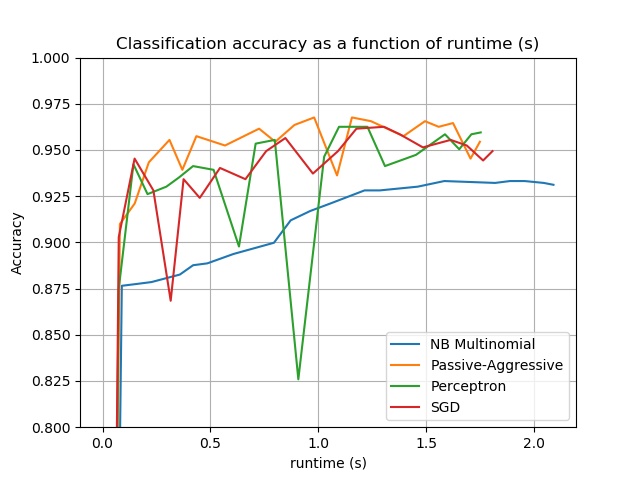 Classification accuracy as a function of runtime (s)
1.000
0.975
0.950
0.925
0.900
0.875
0.850
0.825
0.800
Accuracy
0.0 0.5 1.0 1.5 2.0
runtime (s)
NB Multinomial
Passive-Aggressive
Perceptron
SGD